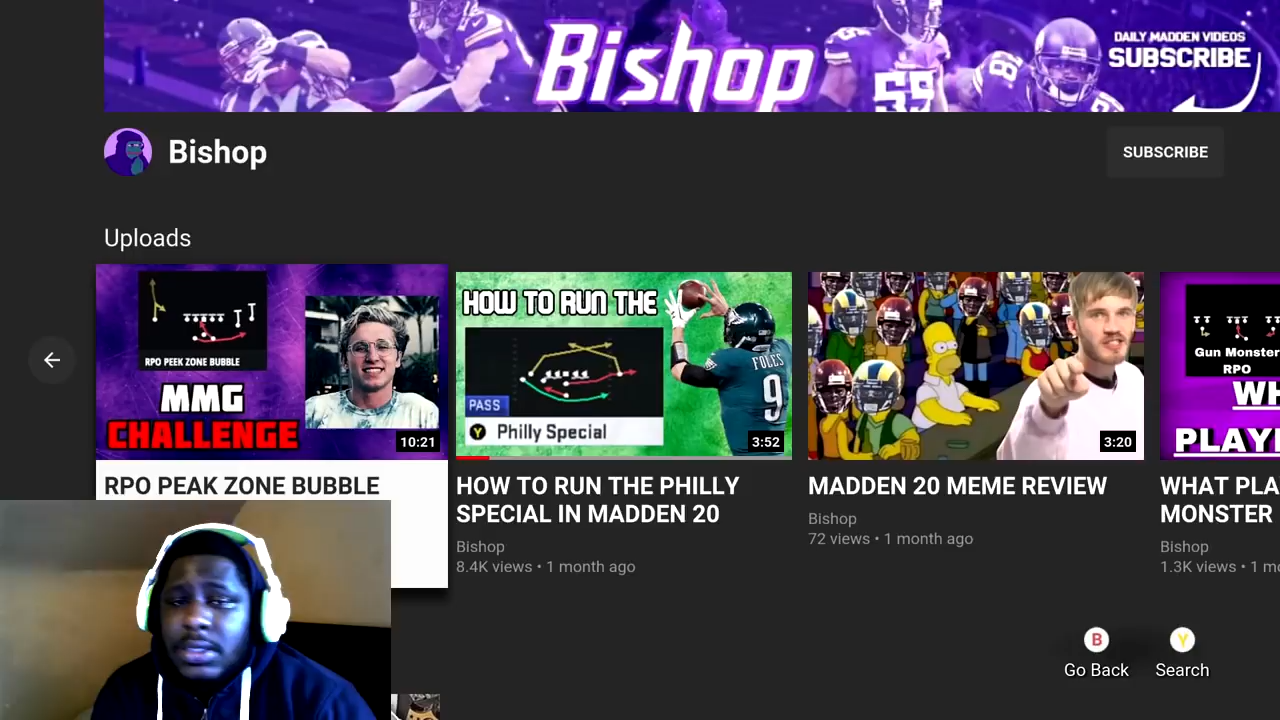 Bishop
DAILY MADDEN VIDEOS
SUBSCRIBE
Bishop
SUBSCRIBE
Uploads
RPO PEEK ZONE BUBBLE
MMG
CHALLENGE
10:21
HOW TO RUN THE
FOLES
9
PASS
Y Philly Special
3:52
3:20
Gun Monster
RPO
RPO PEAK ZONE BUBBLE
HOW TO RUN THE PHILLY
SPECIAL IN MADDEN 20
Bishop
8.4K views • 1 month ago
MADDEN 20 MEME REVIEW
Bishop
72 views • 1 month ago
WHAT PLA
MONSTER
Bishop
1.3K views • 1 mo
B
Go Back
Y
Search